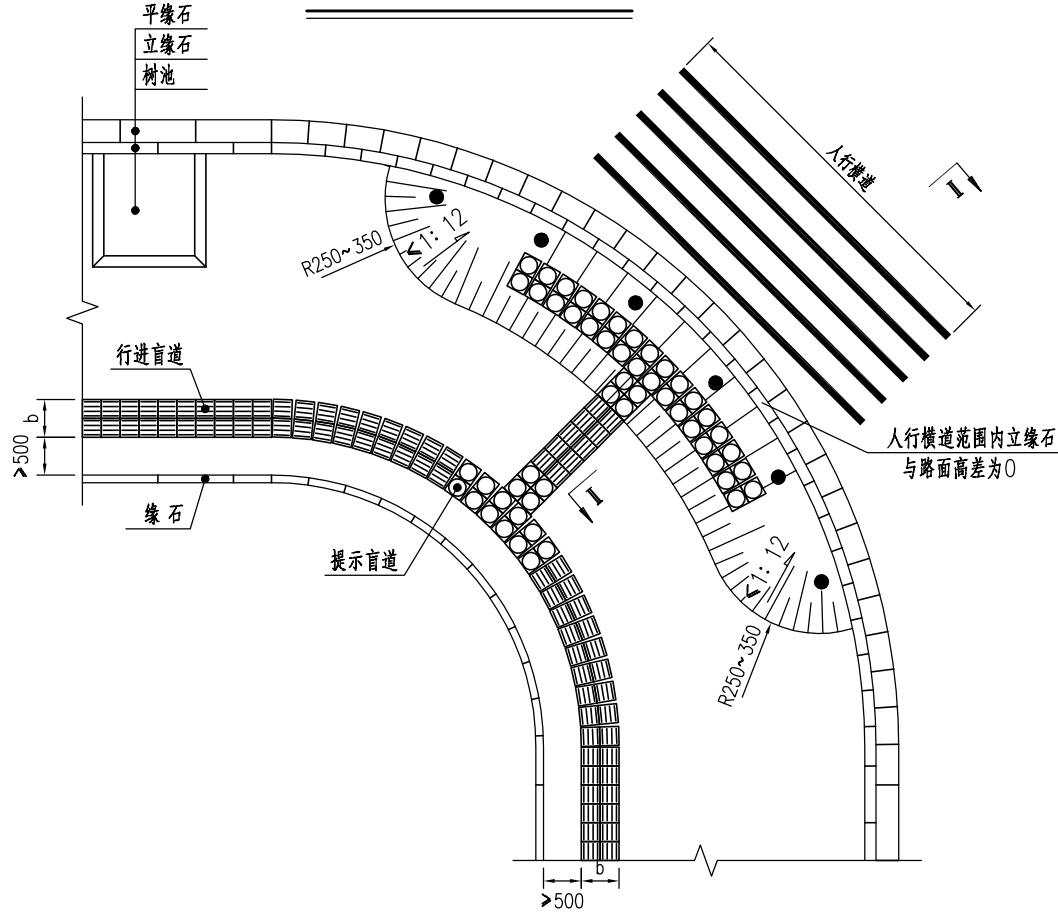 平缘石
立缘石
树池
人行横道
II
R250~350
<1:12
行进盲道
b
>500
人行横道范围内立缘石
与路面高差为0
缘石
II
提示盲道
<1:12
R250~350
b
>500